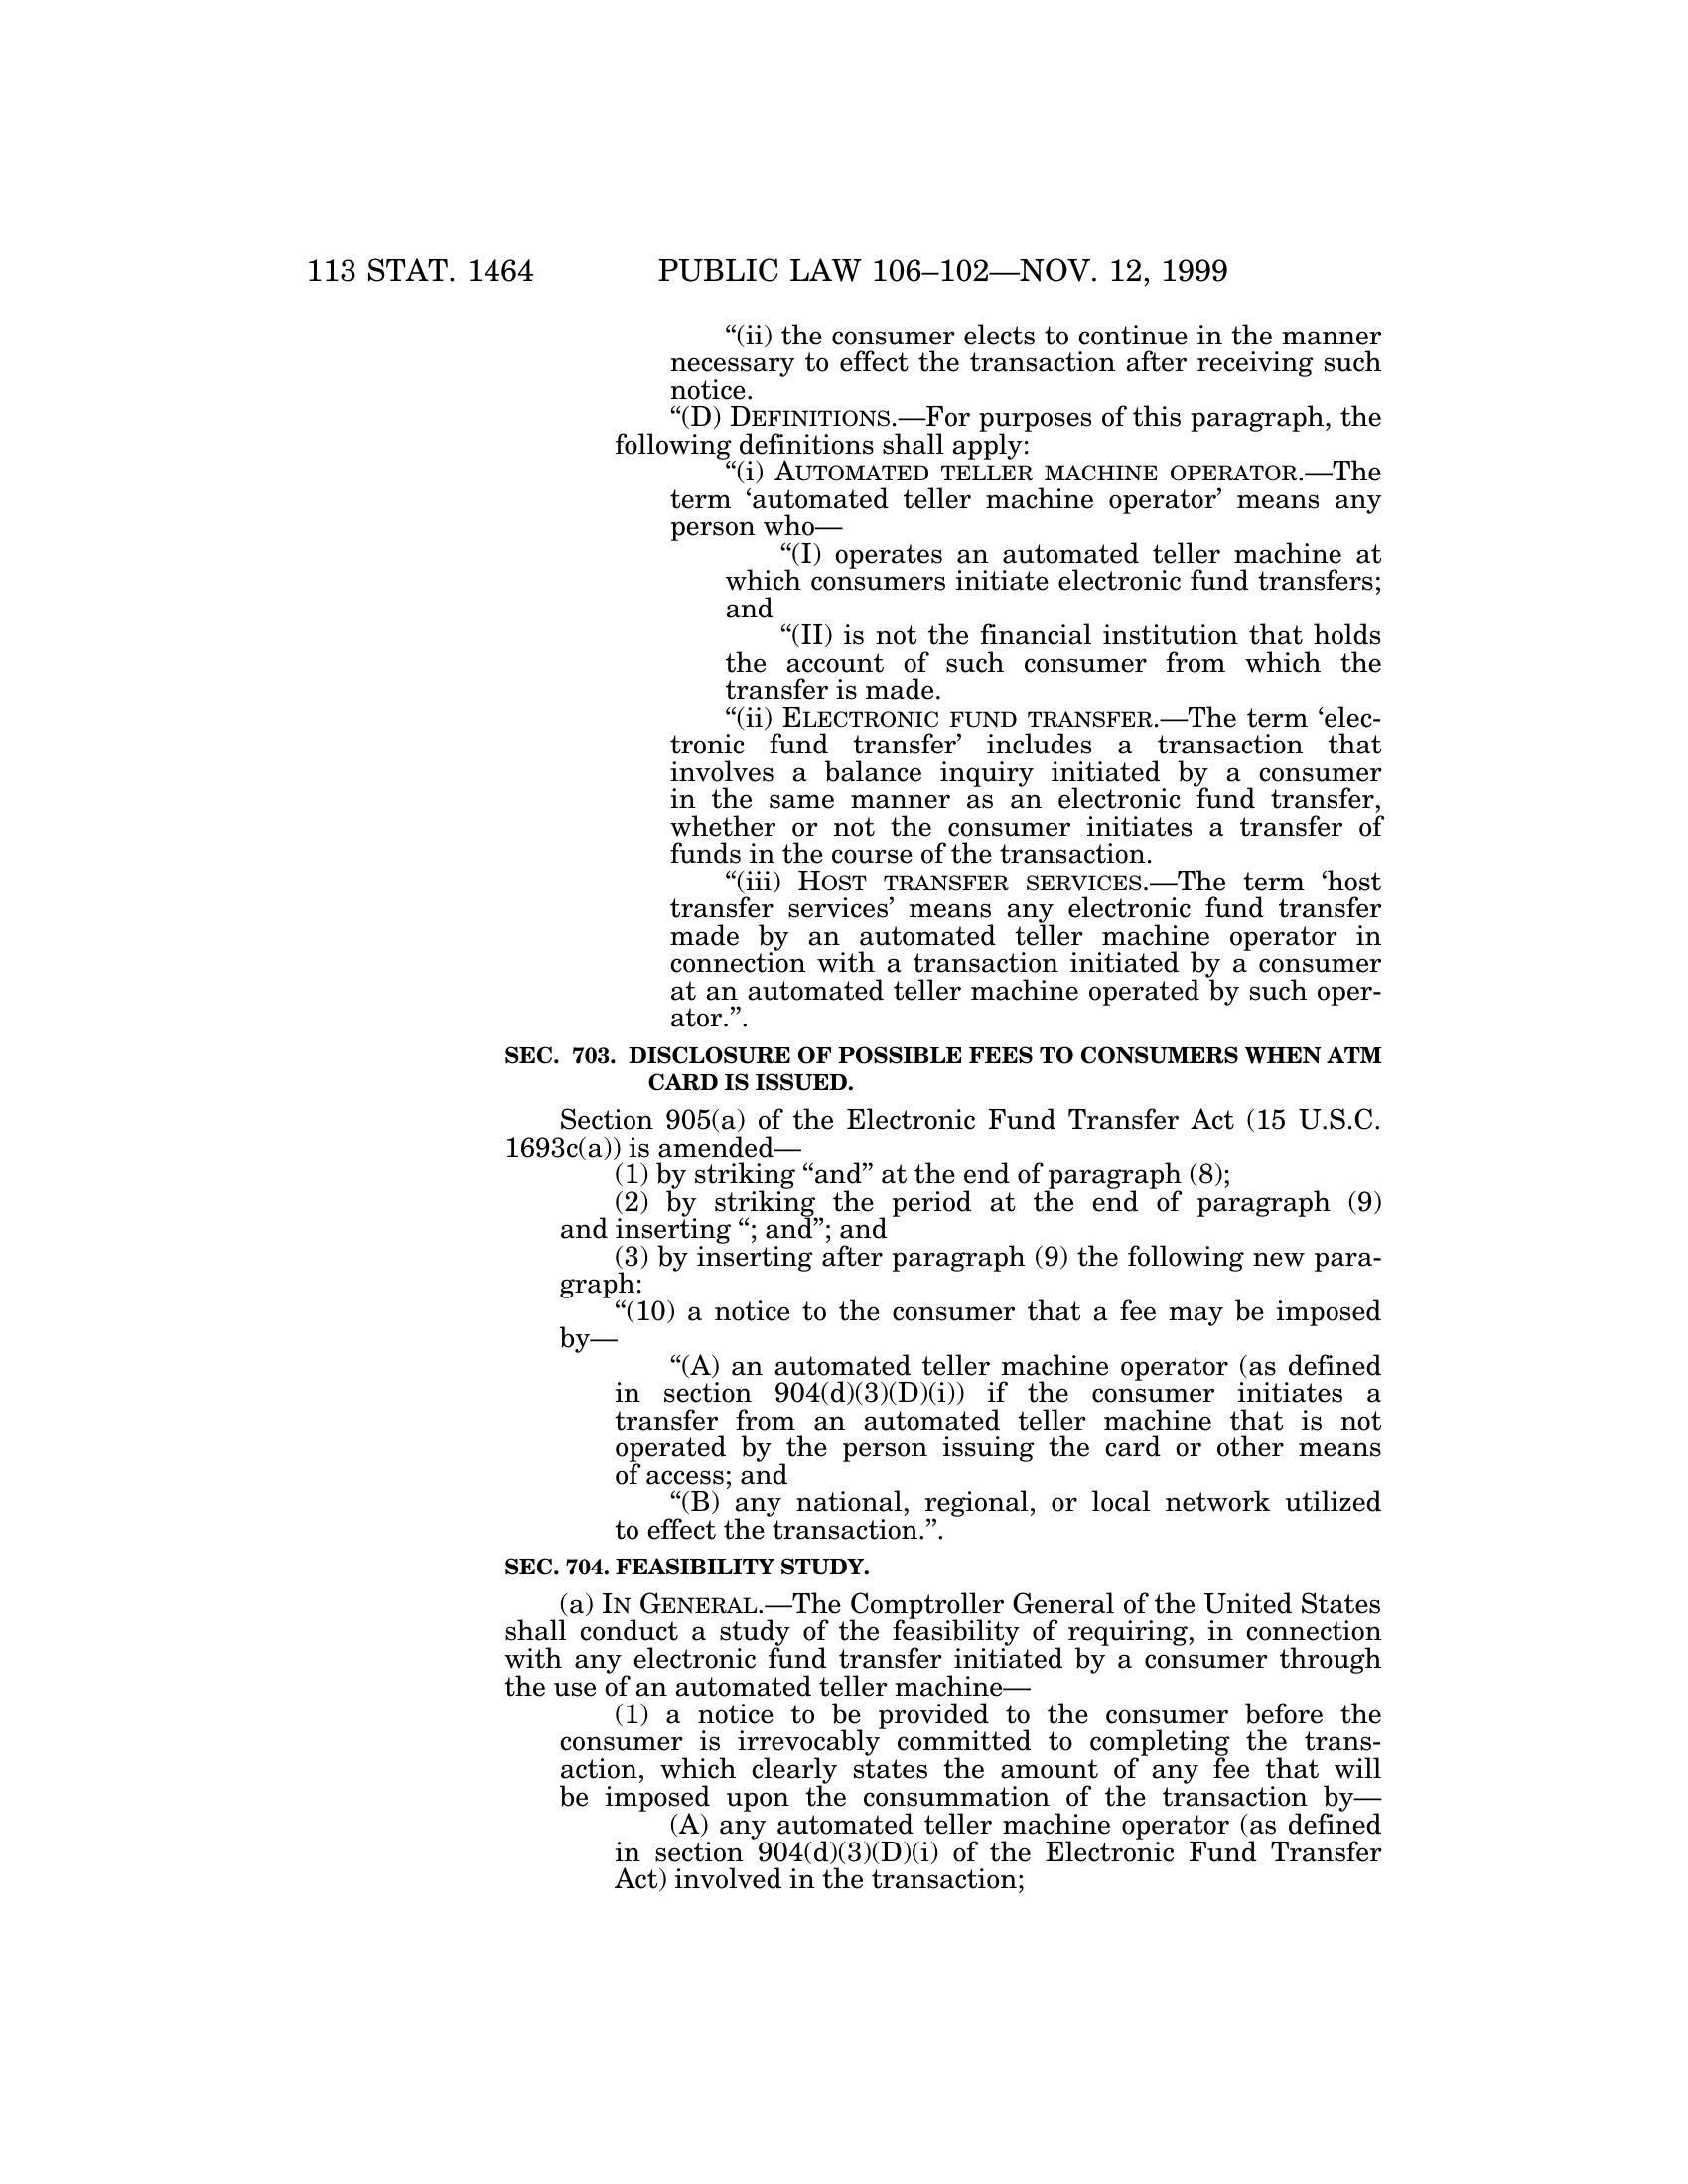 113 STAT. 1464 PUBLIC LAW 106–102—NOV. 12, 1999
“(ii) the consumer elects to continue in the manner
necessary to effect the transaction after receiving such
notice.
“(D) DEFINITIONS.—For purposes of this paragraph, the
following definitions shall apply:
“(i) AUTOMATED TELLER MACHINE OPERATOR.—The
term ‘automated teller machine operator’ means any
person who—
“(I) operates an automated teller machine at
which consumers initiate electronic fund transfers;
and
“(II) is not the financial institution that holds
the account of such consumer from which the
transfer is made.
“(ii) ELECTRONIC FUND TRANSFER.—The term ‘elec-
tronic fund transfer’ includes a transaction that
involves a balance inquiry initiated by a consumer
in the same manner as an electronic fund transfer,
whether or not the consumer initiates a transfer of
funds in the course of the transaction.
“(iii) HOST TRANSFER SERVICES.—The term ‘host
transfer services’ means any electronic fund transfer
made by an automated teller machine operator in
connection with a transaction initiated by a consumer
at an automated teller machine operated by such oper-
ator.”.
SEC. 703. DISCLOSURE OF POSSIBLE FEES TO CONSUMERS WHEN ATM
CARD IS ISSUED.
Section 905(a) of the Electronic Fund Transfer Act (15 U.S.C.
1693c(a)) is amended—
(1) by striking “and” at the end of paragraph (8);
(2) by striking the period at the end of paragraph (9)
and inserting “; and”; and
(3) by inserting after paragraph (9) the following new para-
graph:
“(10) a notice to the consumer that a fee may be imposed
by—
“(A) an automated teller machine operator (as defined
in section 904(d)(3)(D)(i)) if the consumer initiates a
transfer from an automated teller machine that is not
operated by the person issuing the card or other means
of access; and
“(B) any national, regional, or local network utilized
to effect the transaction.”.
SEC. 704. FEASIBILITY STUDY.
(a) IN GENERAL.—The Comptroller General of the United States
shall conduct a study of the feasibility of requiring, in connection
with any electronic fund transfer initiated by a consumer through
the use of an automated teller machine—
(1) a notice to be provided to the consumer before the
consumer is irrevocably committed to completing the trans-
action, which clearly states the amount of any fee that will
be imposed upon the consummation of the transaction by—
(A) any automated teller machine operator (as defined
in section 904(d)(3)(D)(i) of the Electronic Fund Transfer
Act) involved in the transaction;